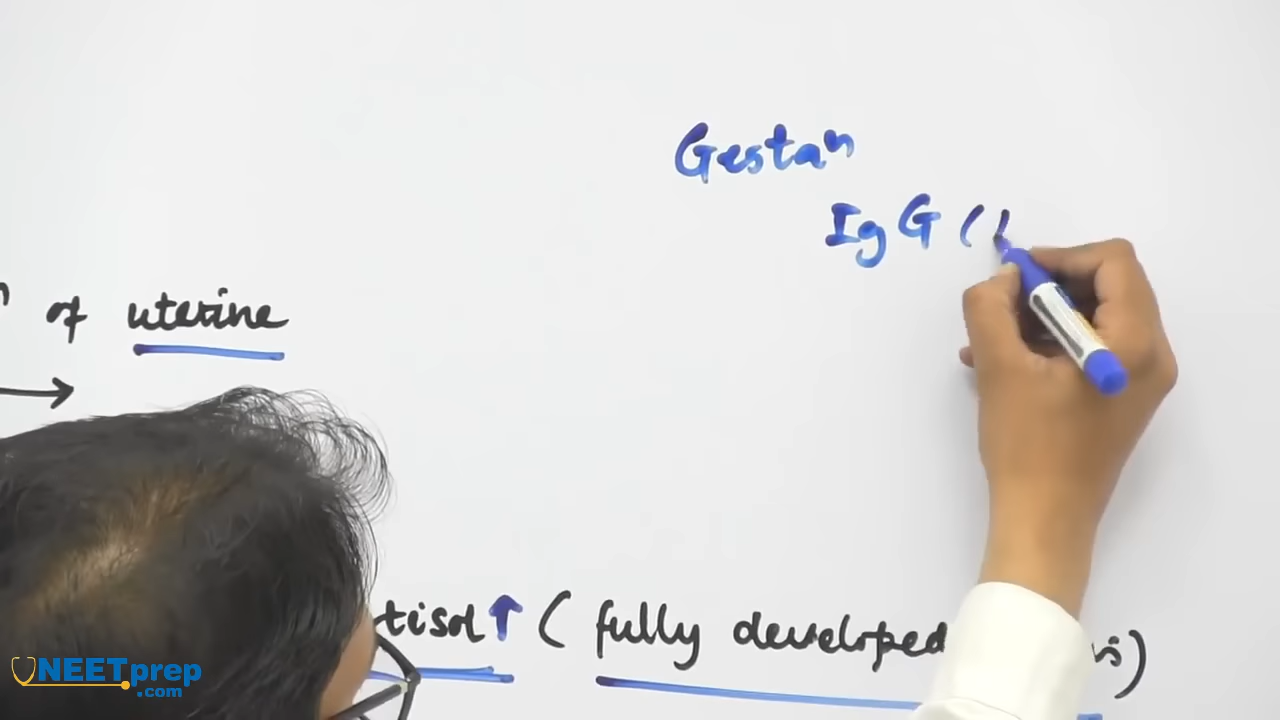 Gestaⁿ
IgG (
of uterine
→
tisol ↑ ( fully developed )
NEETprep
.com